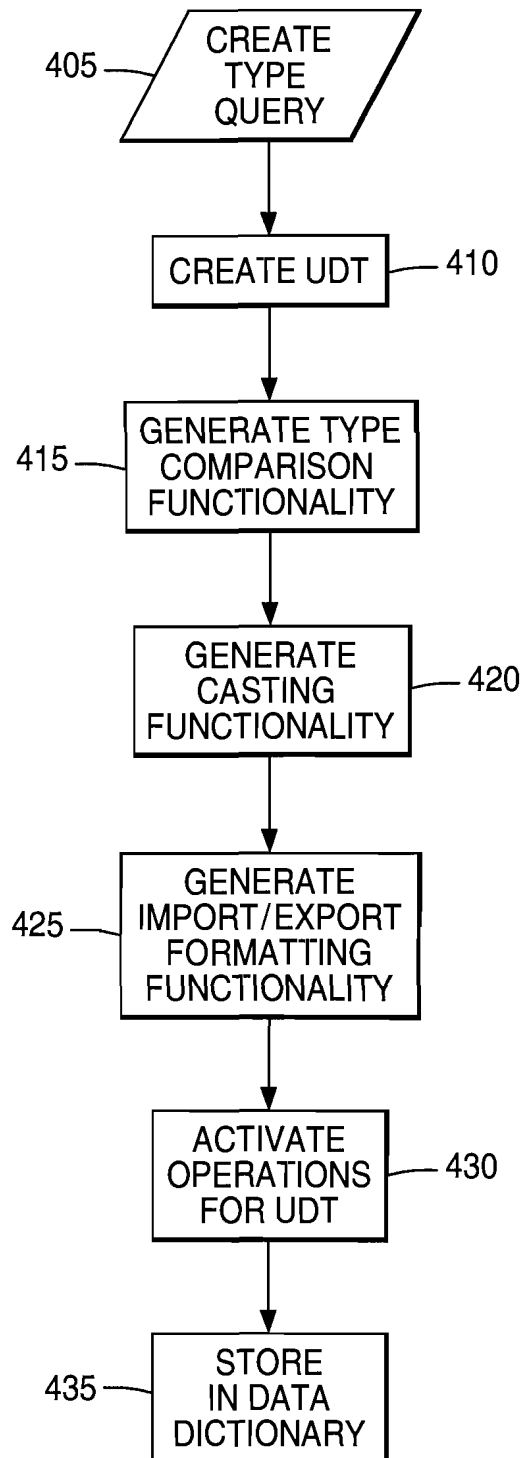 405
CREATE
TYPE
QUERY
CREATE UDT
410
415
GENERATE TYPE
COMPARISON
FUNCTIONALITY
GENERATE
CASTING
FUNCTIONALITY
420
425
GENERATE
IMPORT/EXPORT
FORMATTING
FUNCTIONALITY
ACTIVATE
OPERATIONS
FOR UDT
430
435
STORE
IN DATA
DICTIONARY